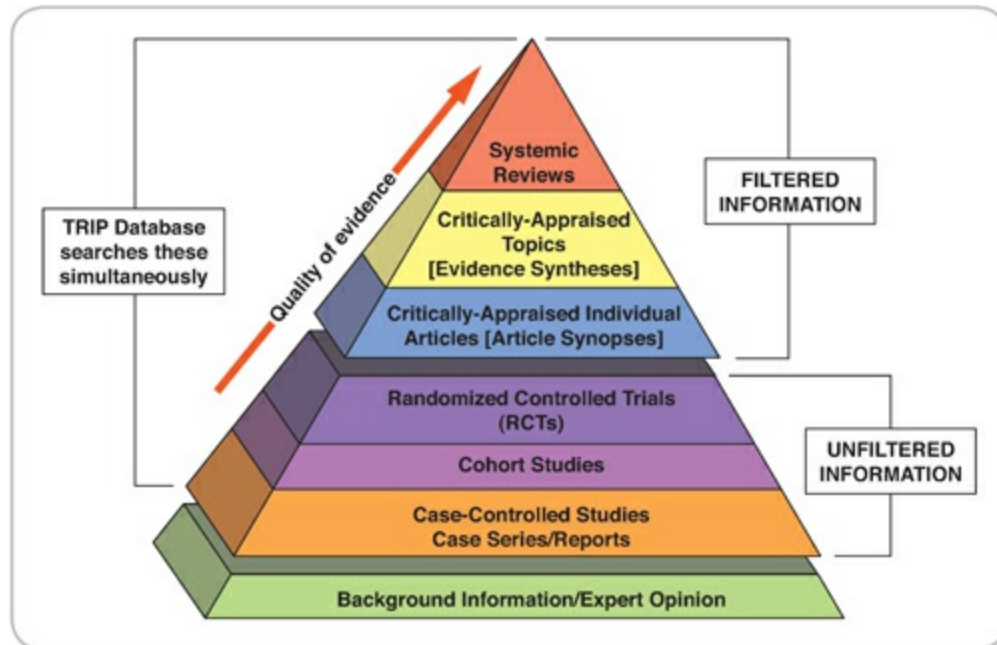 Systemic
Reviews
FILTERED
INFORMATION
Critically-Appraised
Topics
[Evidence Syntheses]
TRIP Database
searches these
simultaneously
Quality of evidence
Critically-Appraised Individual
Articles [Article Synopses]
Randomized Controlled Trials
(RCTs)
UNFILTERED
INFORMATION
Cohort Studies
Case-Controlled Studies
Case Series/Reports
Background Information/Expert Opinion